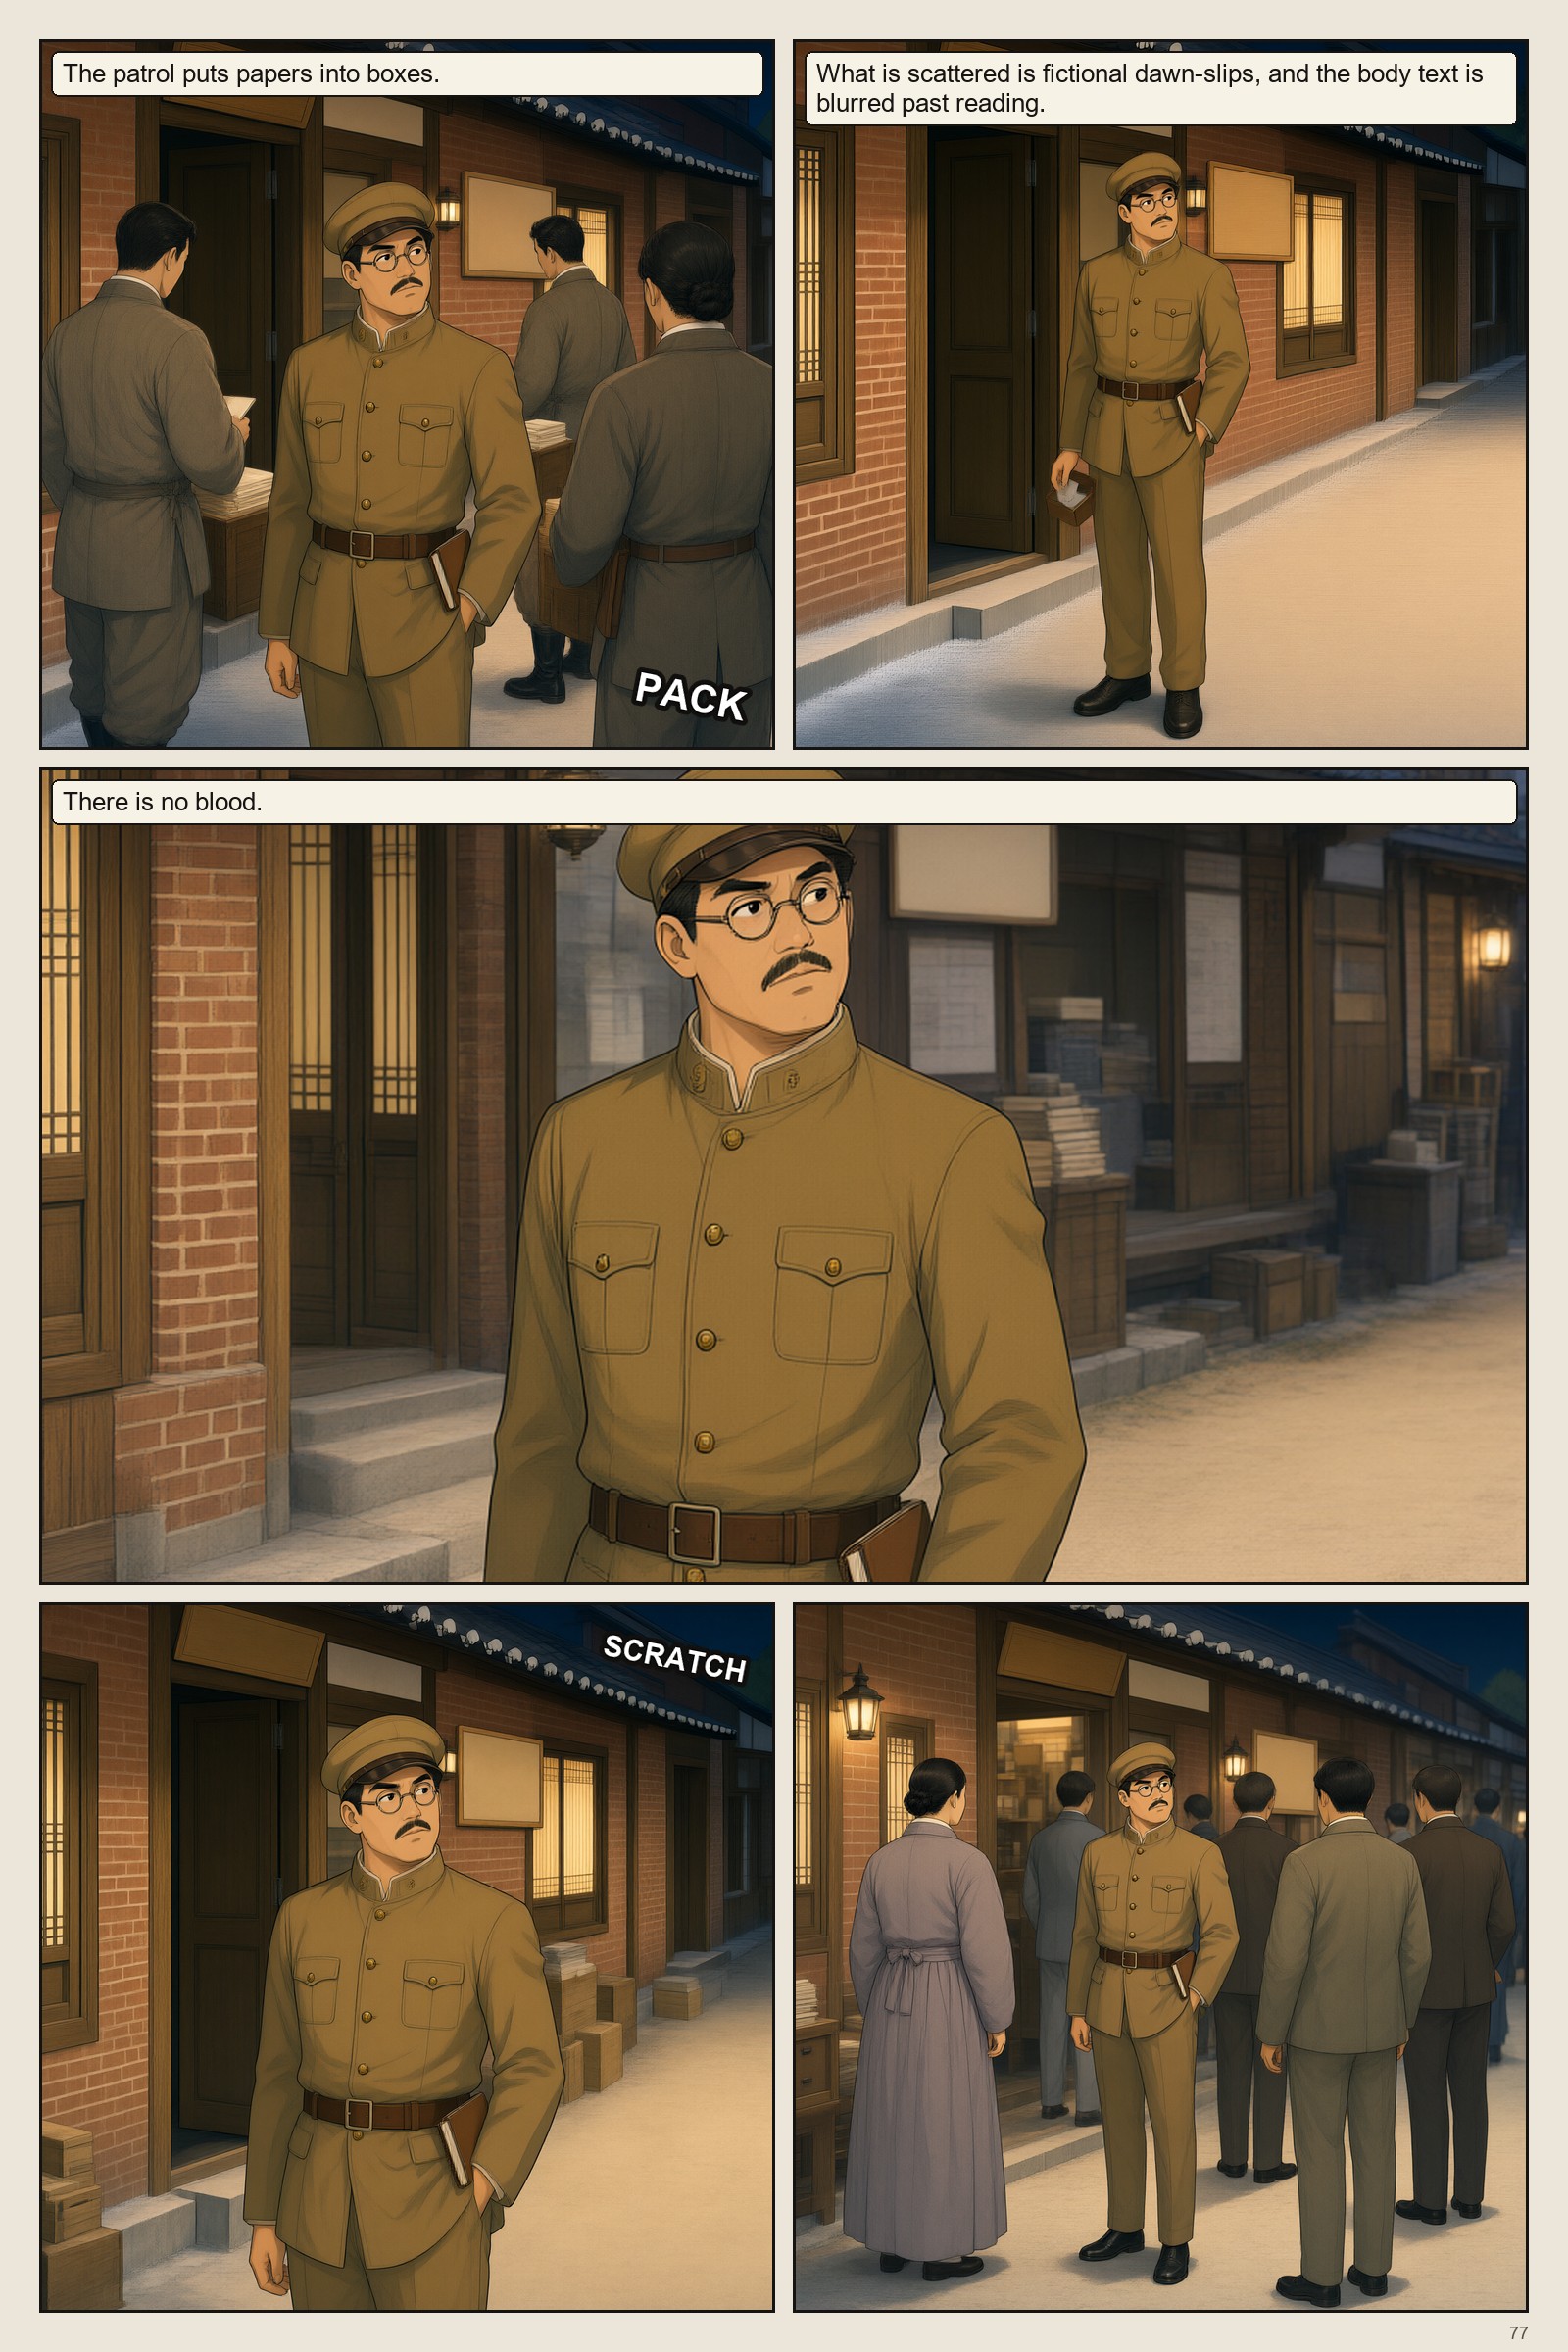 The patrol puts papers into boxes.
What is scattered is fictional dawn-slips, and the body text is
blurred past reading.
PACK
There is no blood.
SCRATCH
77